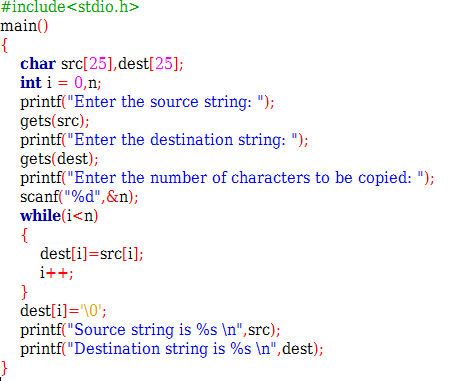 #include<stdio.h>
main()
{
char src[25],dest[25];
int i = 0,n;
printf("Enter the source string: ");
gets(src);
printf("Enter the destination string: ");
gets(dest);
printf("Enter the number of characters to be copied: ");
scanf("%d",&n);
while(i<n)
{
dest[i]=src[i];
i++;
}
dest[i]='\0';
printf("Source string is %s \n",src);
printf("Destination string is %s \n",dest);
}